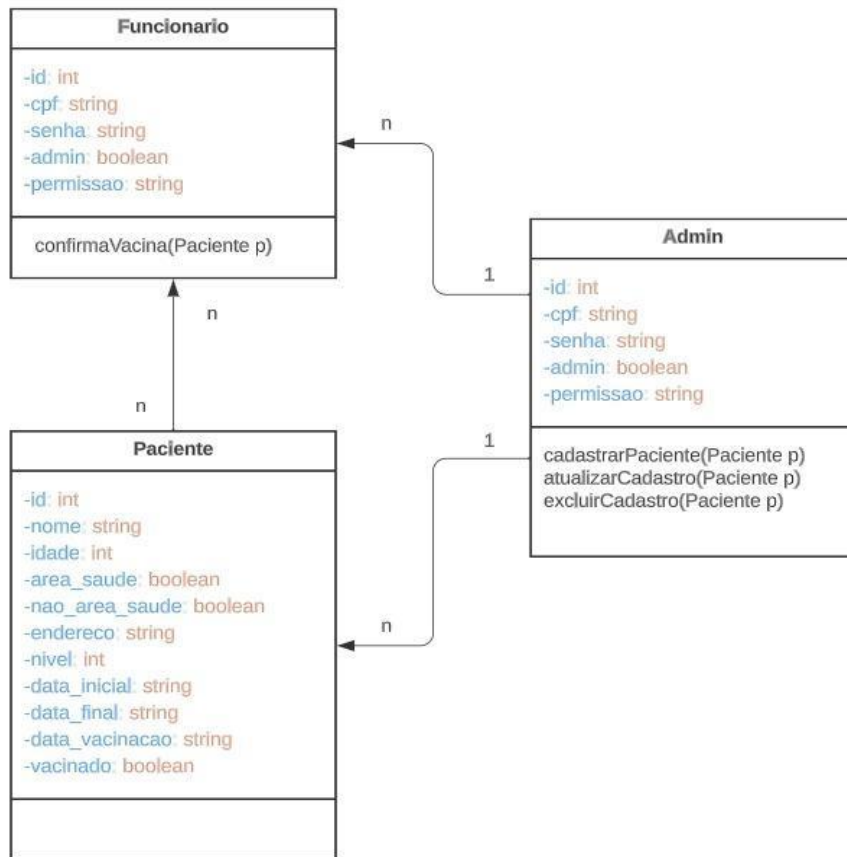 Funcionario
-id: int
-cpf: string
-senha: string
-admin: boolean
-permissao: string
confirmaVacina(Paciente p)
n
1
Admin
-id: int
-cpf: string
-senha: string
-admin: boolean
-permissao: string
cadastrarPaciente(Paciente p)
atualizarCadastro(Paciente p)
excluirCadastro(Paciente p)
n
n
1
n
Paciente
-id: int
-nome: string
-idade: int
-area_saude: boolean
-nao_area_saude: boolean
-endereco: string
-nivel: int
-data_inicial: string
-data_final: string
-data_vacinacao: string
-vacinado: boolean